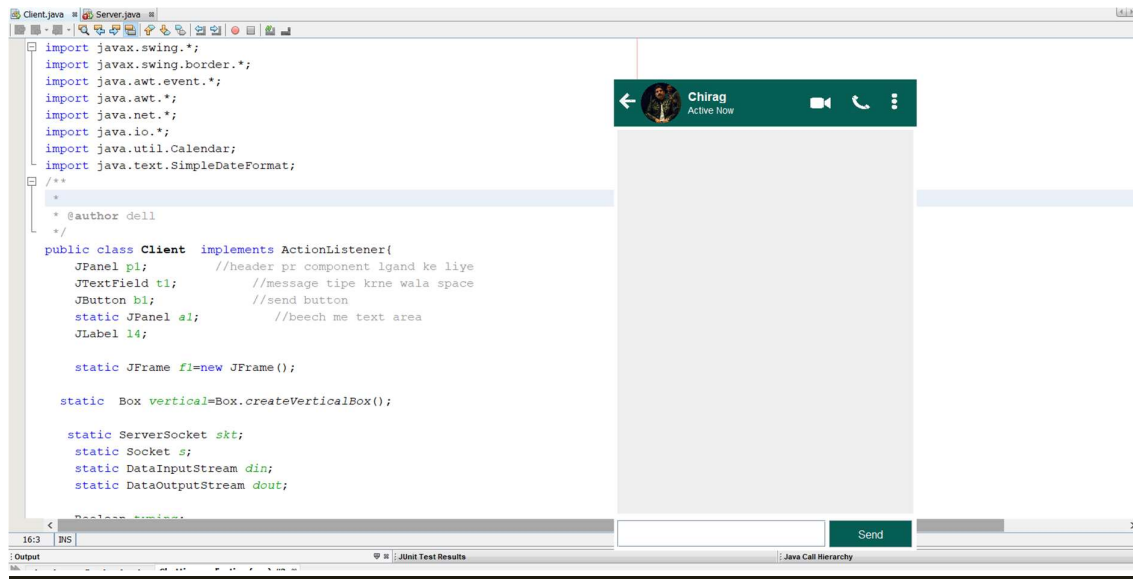 Client.java
Server.java
import javax.swing.*;
import javax.swing.border.*;
import java.awt.event.*;
import java.awt.*;
import java.net.*;
import java.io.*;
import java.util.Calendar;
import java.text.SimpleDateFormat;
/**
*
* @author dell
*/
public class Client  implements ActionListener{
JPanel p1;          //header pr component lgand ke liye
JTextField t1;           //message tipe krne wala space
JButton b1;              //send button
static JPanel a1;           //beech me text area
JLabel l4;
static JFrame f1=new JFrame();
static  Box vertical=Box.createVerticalBox();
static ServerSocket skt;
static Socket s;
static DataInputStream din;
static DataOutputStream dout;
Chirag
Active Now
Send
16:3
INS
Output
JUnit Test Results
Java Call Hierarchy